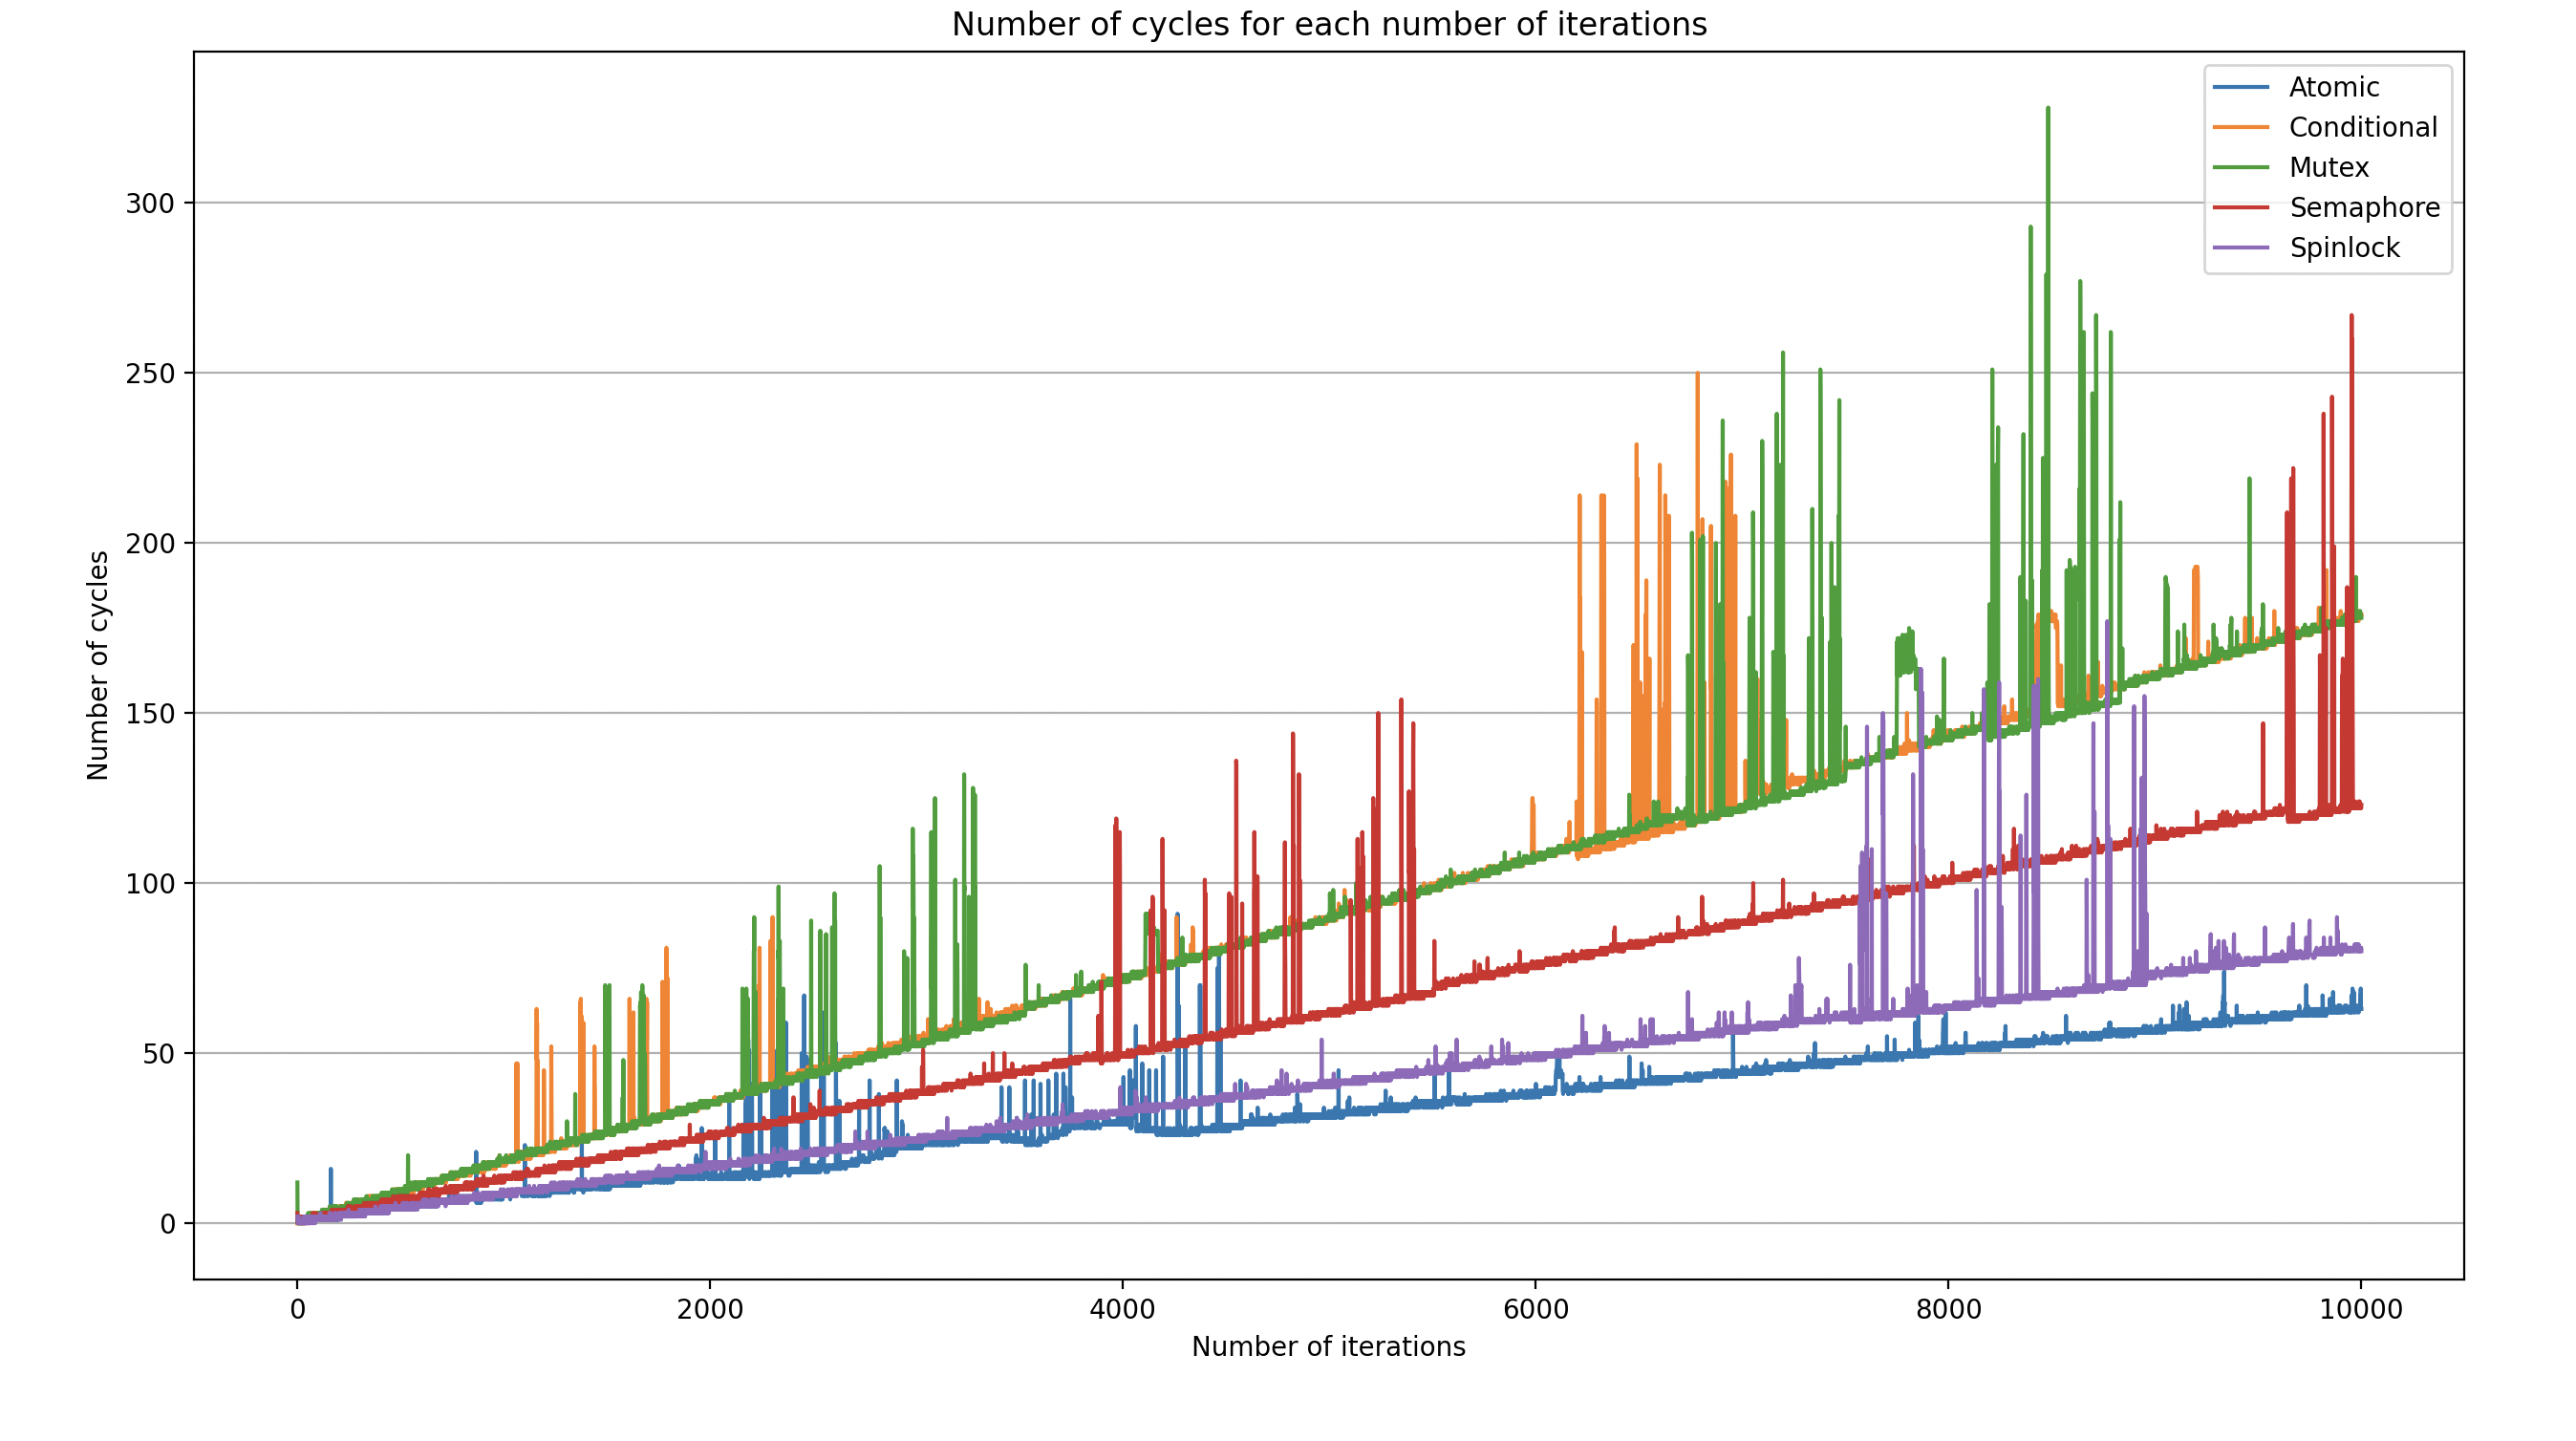 Number of cycles for each number of iterations
Atomic
Conditional
Mutex
Semaphore
Spinlock
Number of cycles
300
250
200
150
100
50
0
0 2000 4000 6000 8000 10000
Number of iterations